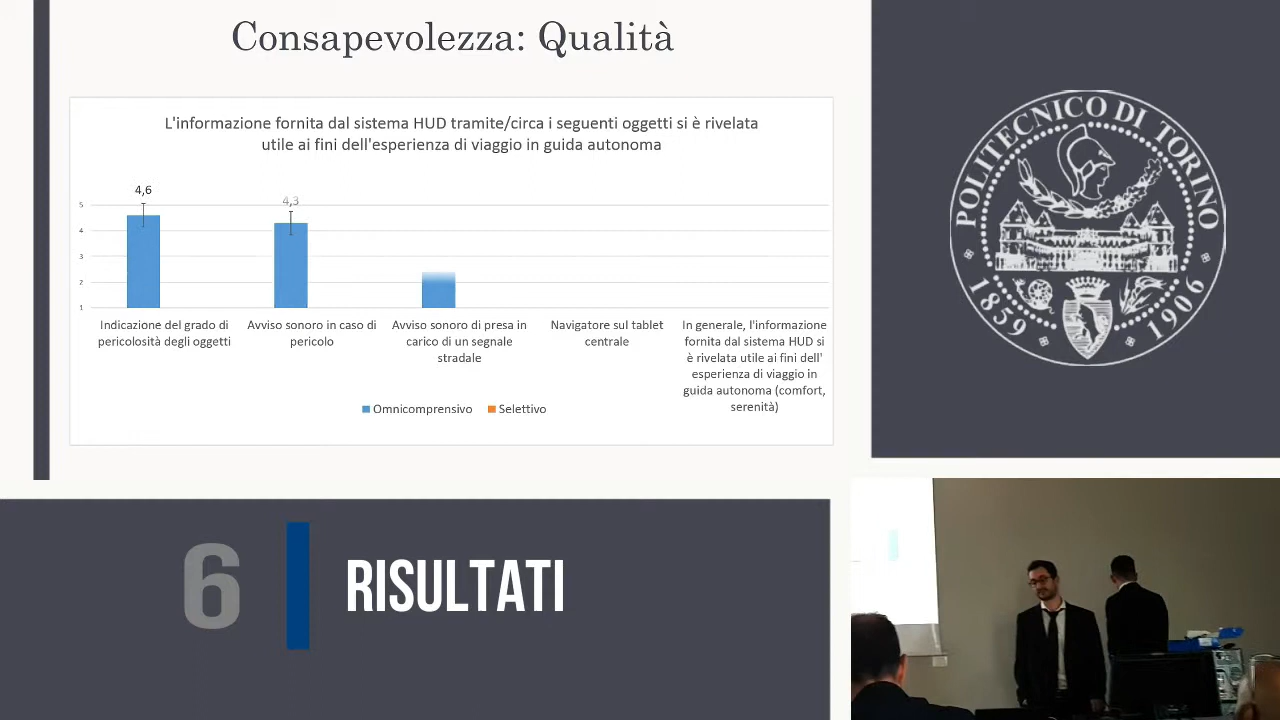 Consapevolezza: Qualità
L'informazione fornita dal sistema HUD tramite/circa i seguenti oggetti si è rivelata
utile ai fini dell'esperienza di viaggio in guida autonoma
4,6
4,3
5
4
3
2
1
Indicazione del grado di
pericolosità degli oggetti
Avviso sonoro in caso di
pericolo
Avviso sonoro di presa in
carico di un segnale
stradale
Navigatore sul tablet
centrale
In generale, l'informazione
fornita dal sistema HUD si
è rivelata utile ai fini dell'
esperienza di viaggio in
guida autonoma (comfort,
serenità)
Omnicomprensivo
Selettivo
POLITECNICO DI TORINO
1859
1906
6
RISULTATI